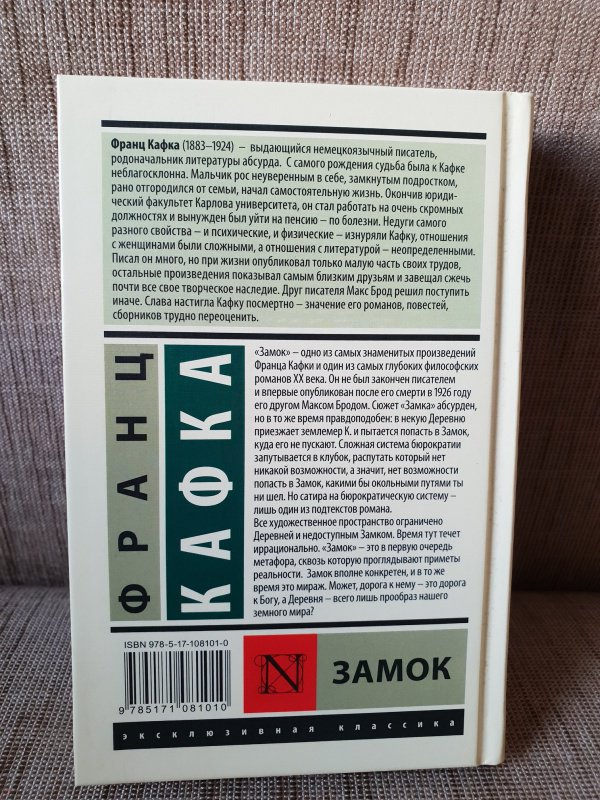 Франц Кафка (1883–1924) – выдающийся немецкоязычный писатель,
родоначальник литературы абсурда. С самого рождения судьба была к Кафке
неблагосклонна. Мальчик рос неуверенным в себе, замкнутым подростком,
рано отгородился от семьи, начал самостоятельную жизнь. Окончив юриди-
ческий факультет Карлова университета, он стал работать на очень скромных
должностях и вынужден был уйти на пенсию – по болезни. Недуги самого
разного свойства – и психические, и физические – изнуряли Кафку, отношения
с женщинами были сложными, а отношения с литературой – неопределенными.
Писал он много, но при жизни опубликовал только малую часть своих трудов,
остальные произведения показывал самым близким друзьям и завещал сжечь
почти все свое творческое наследие. Друг писателя Макс Брод решил поступить
иначе. Слава настигла Кафку посмертно – значение его романов, повестей,
сборников трудно переоценить.
ФРАНЦ
КАФКА
«Замок» – одно из самых знаменитых произведений
Франца Кафки и один из самых глубоких философских
романов XX века. Он не был закончен писателем
и впервые опубликован после его смерти в 1926 году
его другом Максом Бродом. Сюжет «Замка» абсурден,
но в то же время правдоподобен: в некую Деревню
приезжает землемер К. и пытается попасть в Замок,
куда его не пускают. Сложная система бюрократии
запутывается в клубок, распутать который нет
никакой возможности, а значит, нет возможности
попасть в Замок, какими бы окольными путями ты
ни шел. Но сатира на бюрократическую систему –
лишь один из подтекстов романа.
Все художественное пространство ограничено
Деревней и недоступным Замком. Время тут течет
иррационально. «Замок» – это в первую очередь
метафора, сквозь которую проглядывают приметы
реальности. Замок вполне конкретен, и в то же
время это мираж. Может, дорога к нему – это дорога
к Богу, а Деревня – всего лишь прообраз нашего
земного мира?
ISBN 978-5-17-108101-0
9 785171 081010
N
ЗАМОК
эксклюзивная классика